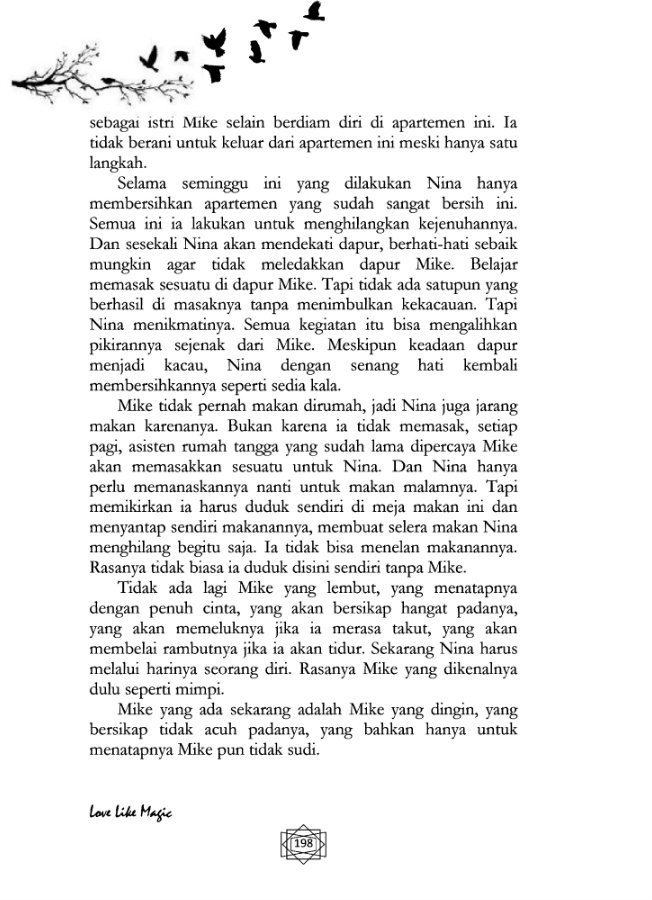 sebagai istri Mike selain berdiam diri di apartemen ini. Ia
tidak berani untuk keluar dari apartemen ini meski hanya satu
langkah.
Selama seminggu ini yang dilakukan Nina hanya
membersihkan apartemen yang sudah sangat bersih ini.
Semua ini ia lakukan untuk menghilangkan kejenuhannya.
Dan sesekali Nina akan mendekati dapur, berhati-hati sebaik
mungkin agar tidak meledakkan dapur Mike. Belajar
memasak sesuatu di dapur Mike. Tapi tidak ada satupun yang
berhasil di masaknya tanpa menimbulkan kekacauan. Tapi
Nina menikmatinya. Semua kegiatan itu bisa mengalihkan
pikirannya sejenak dari Mike. Meskipun keadaan dapur
menjadi kacau, Nina dengan senang hati kembali
membersihkannya seperti sedia kala.
Mike tidak pernah makan dirumah, jadi Nina juga jarang
makan karenanya. Bukan karena ia tidak memasak, setiap
pagi, asisten rumah tangga yang sudah lama dipercaya Mike
akan memasakkan sesuatu untuk Nina. Dan Nina hanya
perlu memanaskannya nanti untuk makan malamnya. Tapi
memikirkan ia harus duduk sendiri di meja makan ini dan
menyantap sendiri makanannya, membuat selera makan Nina
menghilang begitu saja. Ia tidak bisa menelan makanannya.
Rasanya tidak biasa ia duduk disini sendiri tanpa Mike.
Tidak ada lagi Mike yang lembut, yang menatapnya
dengan penuh cinta, yang akan bersikap hangat padanya,
yang akan memeluknya jika ia merasa takut, yang akan
membelai rambutnya jika ia akan tidur. Sekarang Nina harus
melalui harinya seorang diri. Rasanya Mike yang dikenalnya
dulu seperti mimpi.
Mike yang ada sekarang adalah Mike yang dingin, yang
bersikap tidak acuh padanya, yang bahkan hanya untuk
menatapnya Mike pun tidak sudi.
Love Like Magic
198